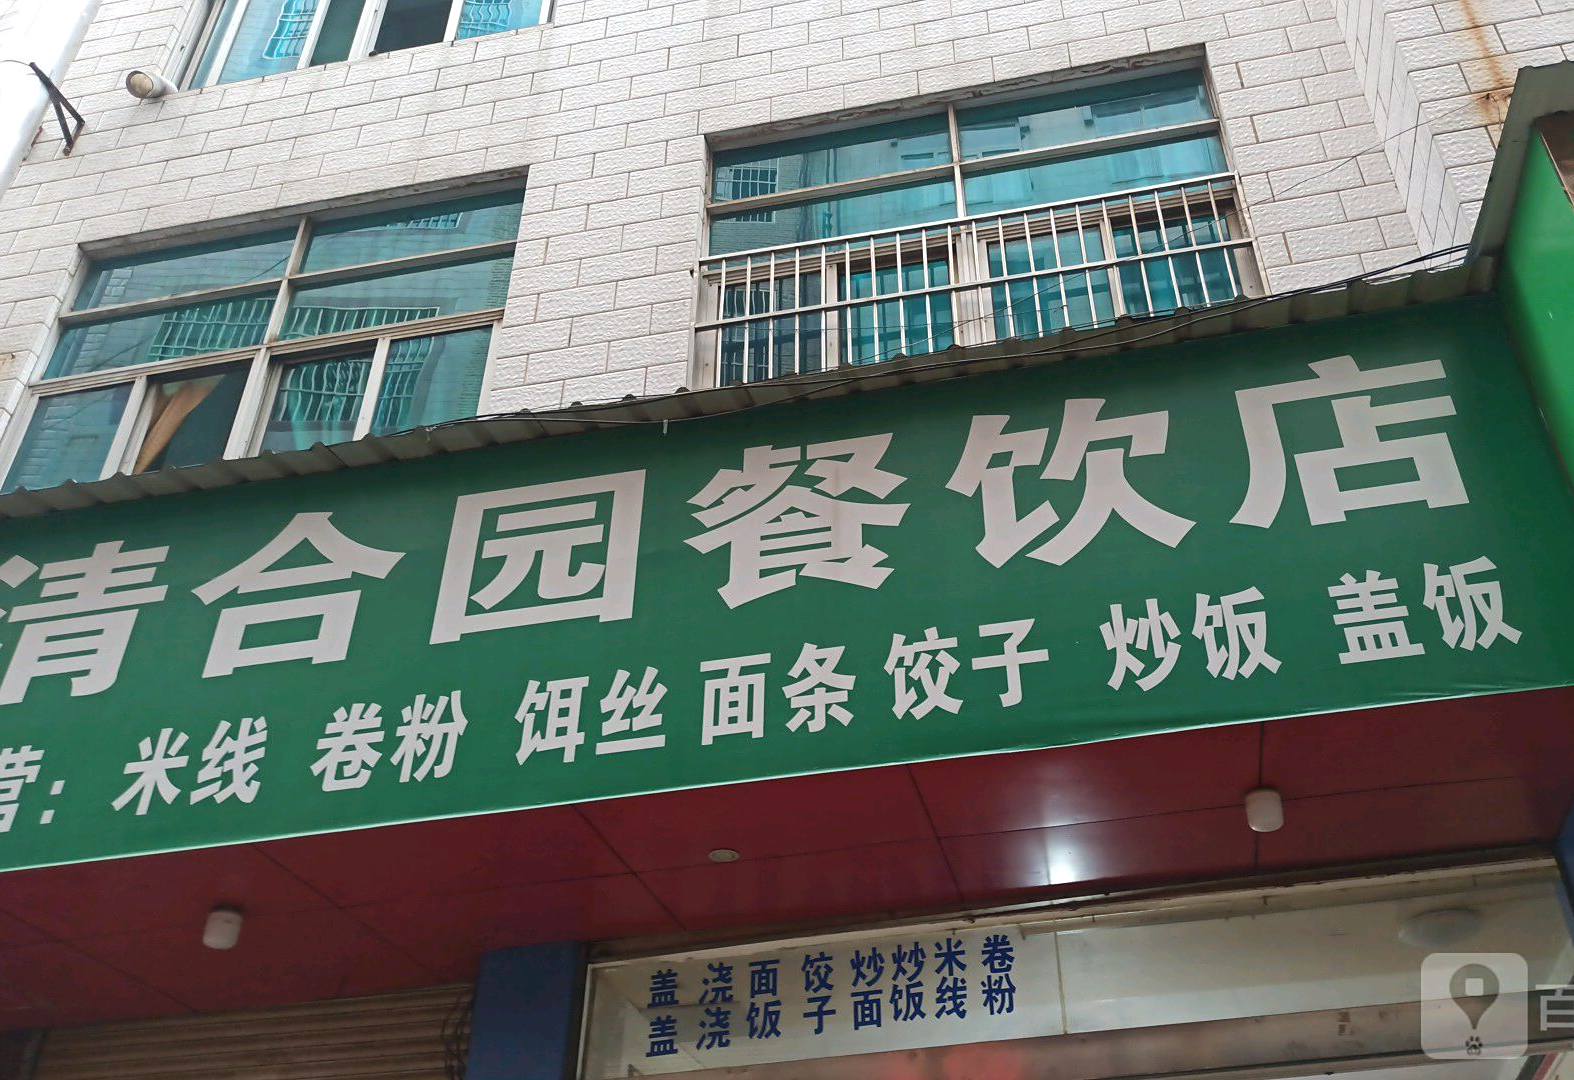 清合园餐饮店
营：米线 卷粉 饵丝 面条 饺子 炒饭 盖饭
盖 浇 面 饺 炒 炒 米 卷
盖 浇 饭 子 面 饭 线 粉
百